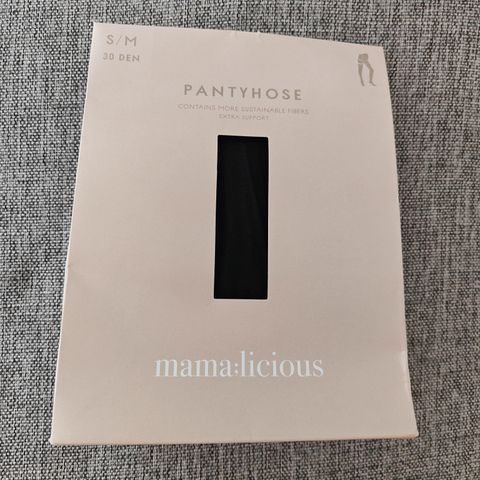 S/M
30 DEN
PANTYHOSE
CONTAINS MORE SUSTAINABLE FIBERS
EXTRA SUPPORT
mama:licious